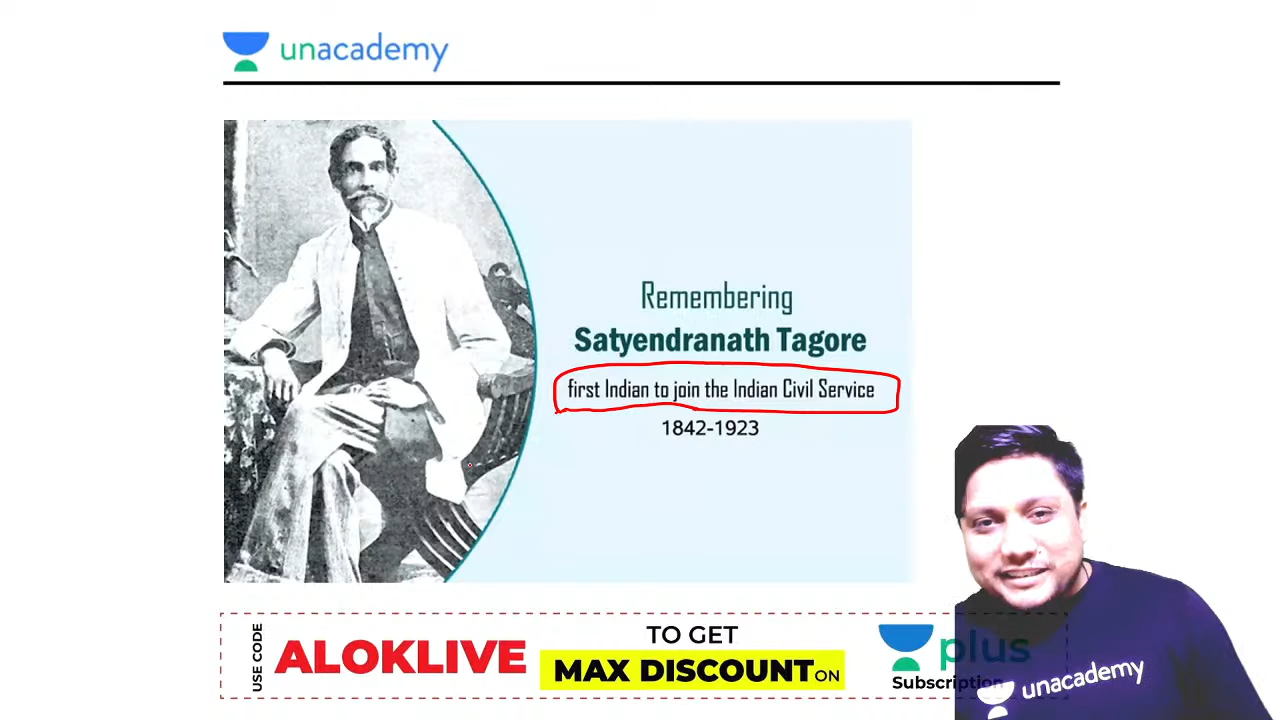 unacademy
Remembering
Satyendranath Tagore
first Indian to join the Indian Civil Service
1842-1923
USE CODE
ALOKLIVE
TO GET
MAX DISCOUNT ON
plus
Subscription
unacademy